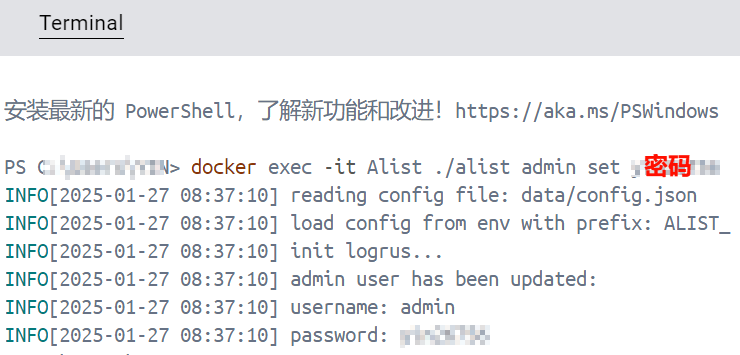 Terminal
安装最新的 PowerShell，了解新功能和改进！https://aka.ms/PSWindows
PS > docker exec -it Alist ./alist admin set 密码
INFO[2025-01-27 08:37:10] reading config file: data/config.json
INFO[2025-01-27 08:37:10] load config from env with prefix: ALIST_
INFO[2025-01-27 08:37:10] init logrus...
INFO[2025-01-27 08:37:10] admin user has been updated:
INFO[2025-01-27 08:37:10] username: admin
INFO[2025-01-27 08:37:10] password: